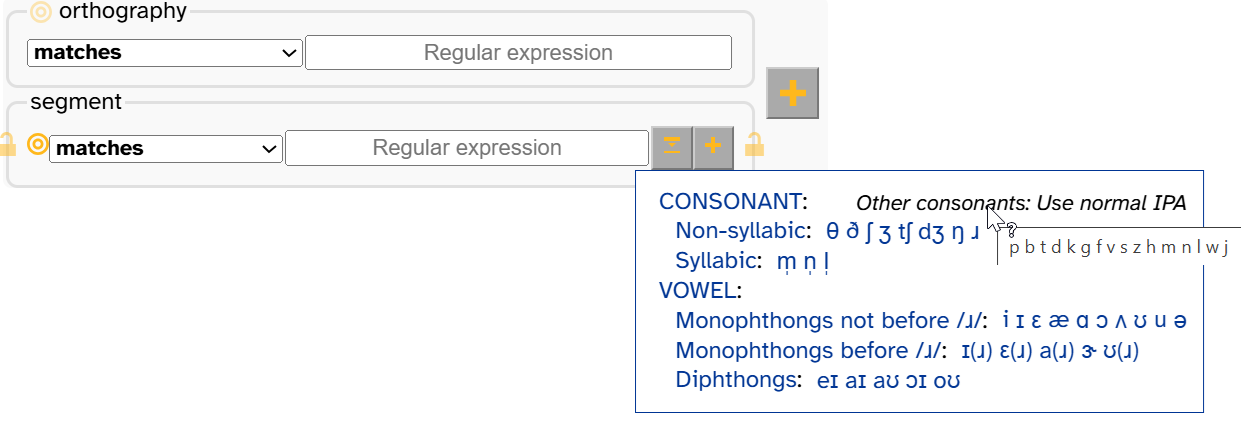 orthography
matches Regular expression
segment
matches Regular expression
CONSONANT: Other consonants: Use normal IPA
Non-syllabic: θ ð ʃ ʒ tʃ dʒ ŋ ɹ
p b t d k g f v s z h m n l w j
Syllabic: m̩ n̩ l̩
VOWEL:
Monophthongs not before /ɹ/: i ɪ ɛ æ ɑ ɔ ʌ ʊ u ə
Monophthongs before /ɹ/: ɪ(ɹ) ɛ(ɹ) a(ɹ) ɝ ʊ(ɹ)
Diphthongs: eɪ aɪ aʊ ɔɪ oʊ